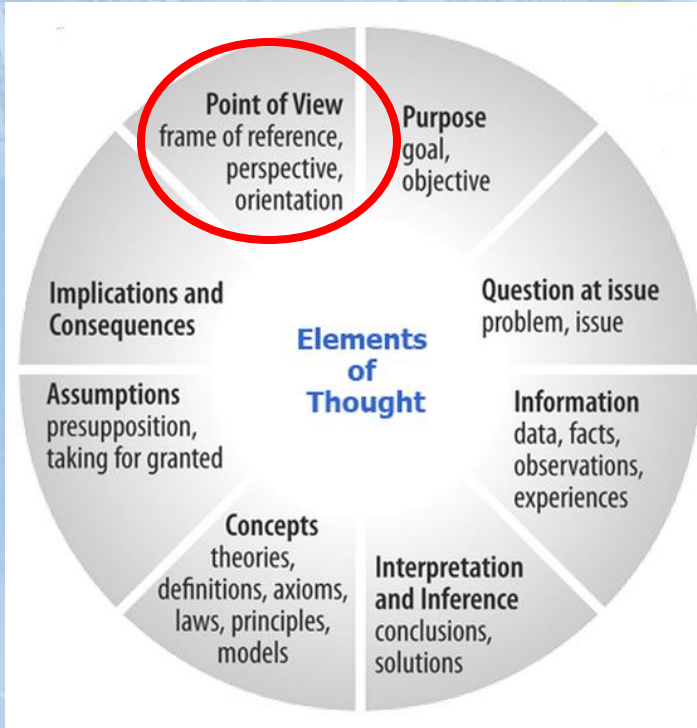 Point of View
frame of reference,
perspective,
orientation
Purpose
goal,
objective
Question at issue
problem, issue
Information
data, facts,
observations,
experiences
Interpretation
and Inference
conclusions,
solutions
Concepts
theories,
definitions, axioms,
laws, principles,
models
Assumptions
presupposition,
taking for granted
Implications and
Consequences
Elements
of
Thought